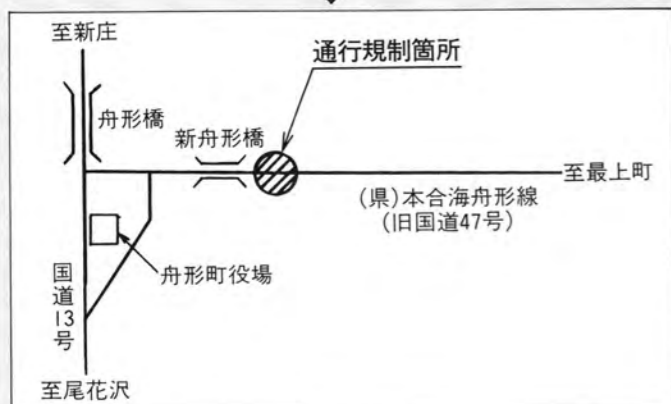 至新庄
通行規制箇所
舟形橋
新舟形橋
至最上町
(県)本合海舟形線
(旧国道47号)
舟形町役場
国道13号
至尾花沢